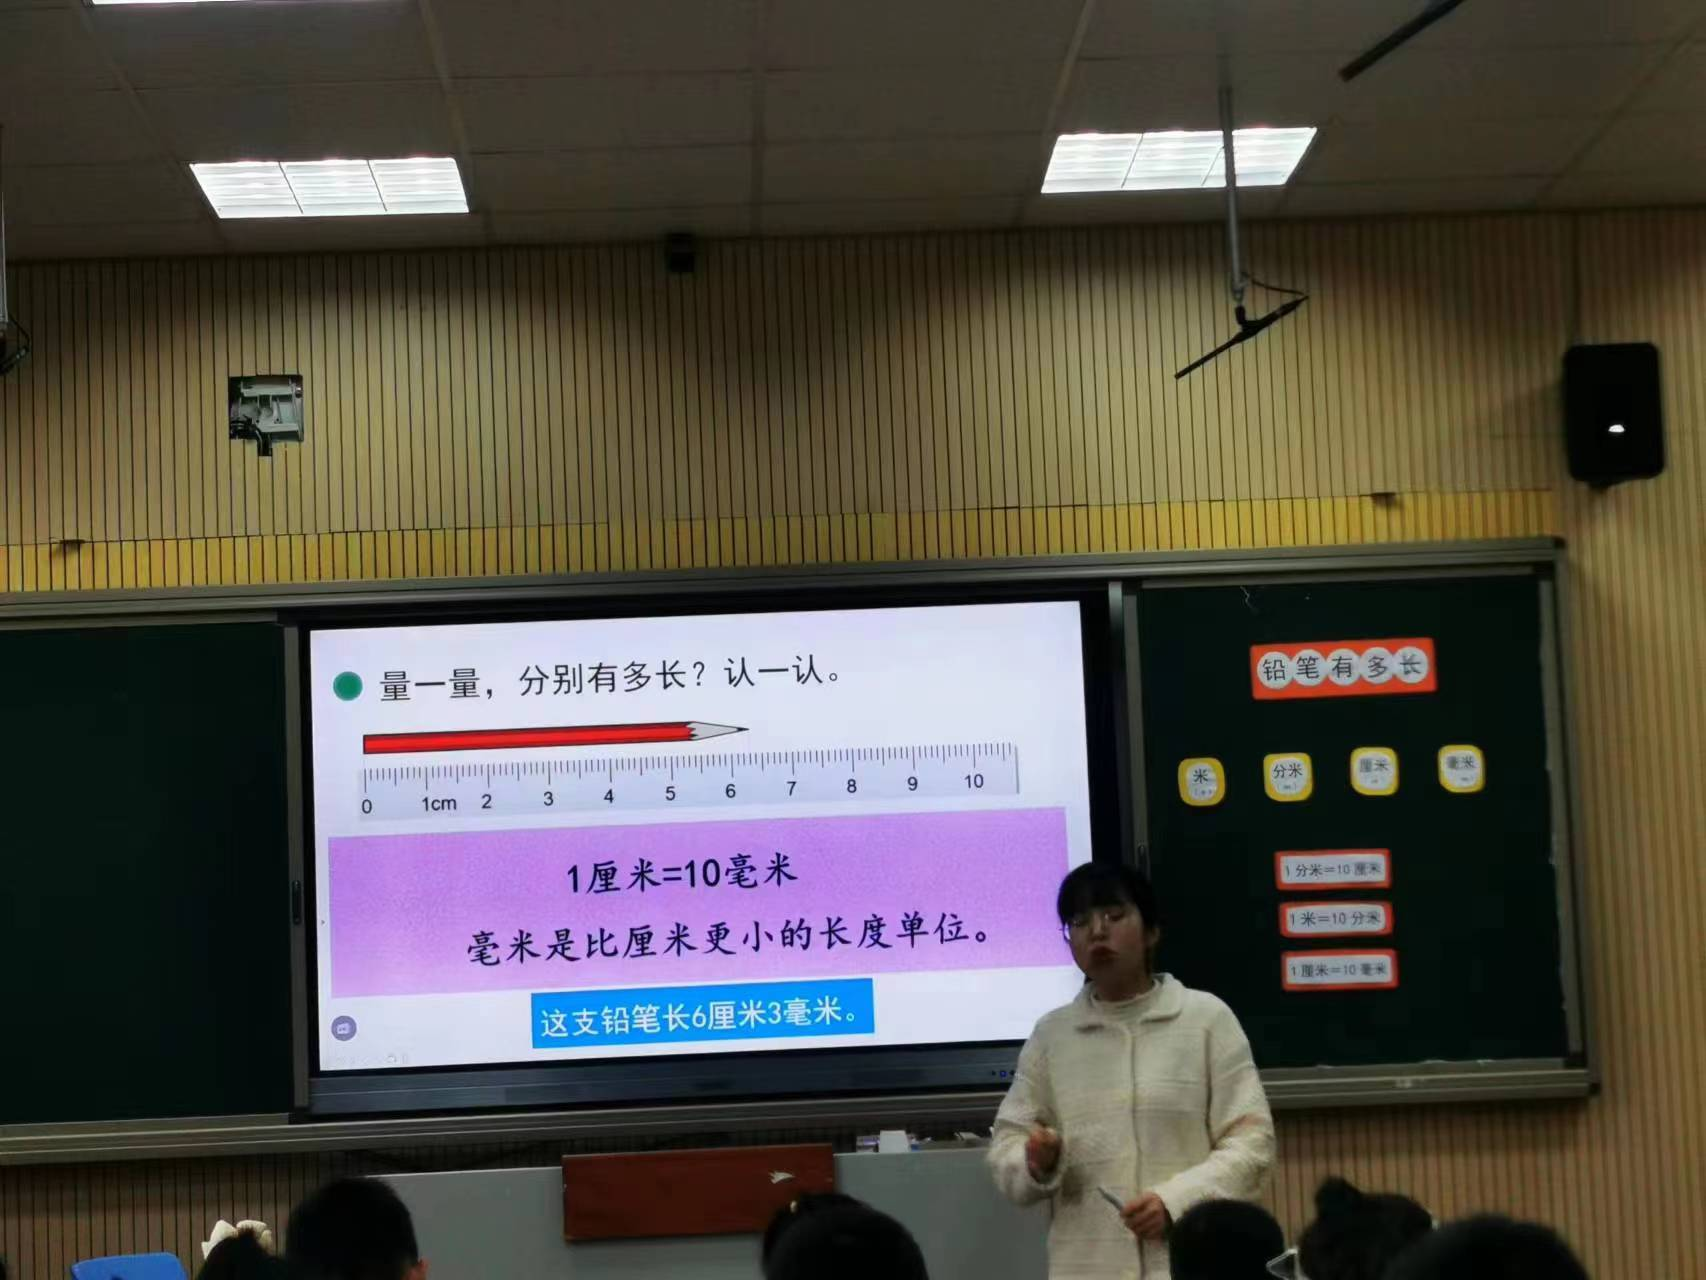 量一量，分别有多长？认一认。
0 1cm 2 3 4 5 6 7 8 9 10
1厘米=10毫米
毫米是比厘米更小的长度单位。
这支铅笔长6厘米3毫米。
铅笔有多长
米 分米 厘米 毫米
1分米=10厘米
1米=10分米
1厘米=10毫米